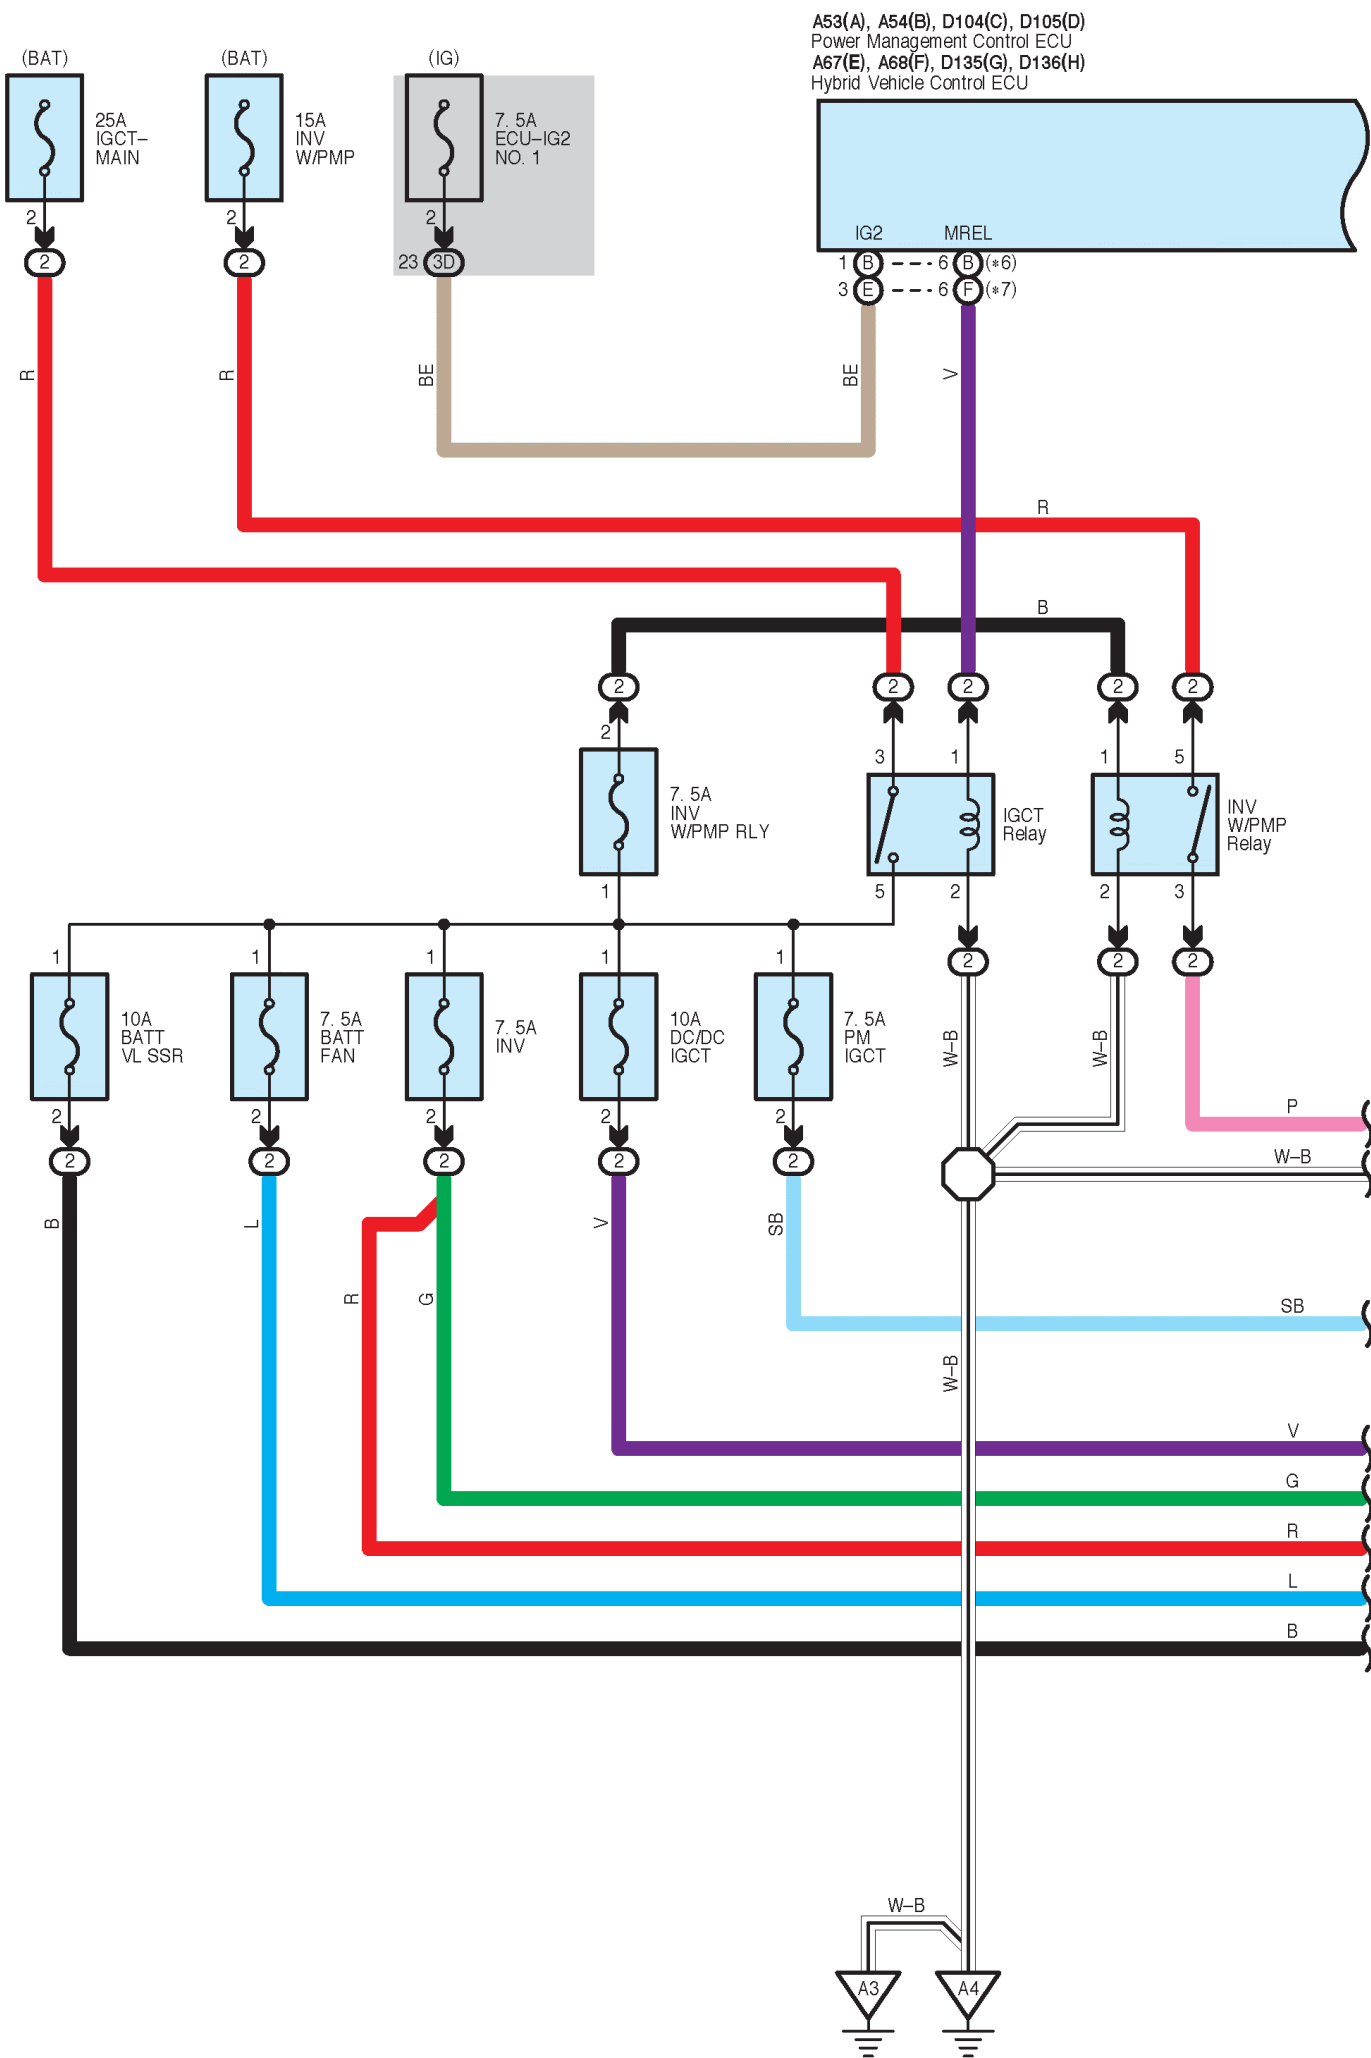 A53(A), A54(B), D104(C), D105(D)
Power Management Control ECU
A67(E), A68(F), D135(G), D136(H)
Hybrid Vehicle Control ECU
(BAT) (BAT) (IG)
25A
IGCT–
MAIN
15A
INV
W/PMP
7. 5A
ECU–IG2
NO. 1
2 2 2
2 2 23 3D
IG2 MREL
1 B 6 B (*6)
3 E 6 F (*7)
R R BE BE V
R
B
2 2 2 2 2
2
3 1 1 5
7. 5A
INV
W/PMP RLY
IGCT
Relay
INV
W/PMP
Relay
1 5 2 2 3
1 1 1 1 1
2 2 2
10A
BATT
VL SSR
7. 5A
BATT
FAN
7. 5A
INV
10A
DC/DC
IGCT
7. 5A
PM
IGCT
W–B W–B
2 2 2 2 2
2 2 2 2 2
P
W–B
B L V SB
R G
SB
W–B
V
G
R
L
B
W–B
A3 A4